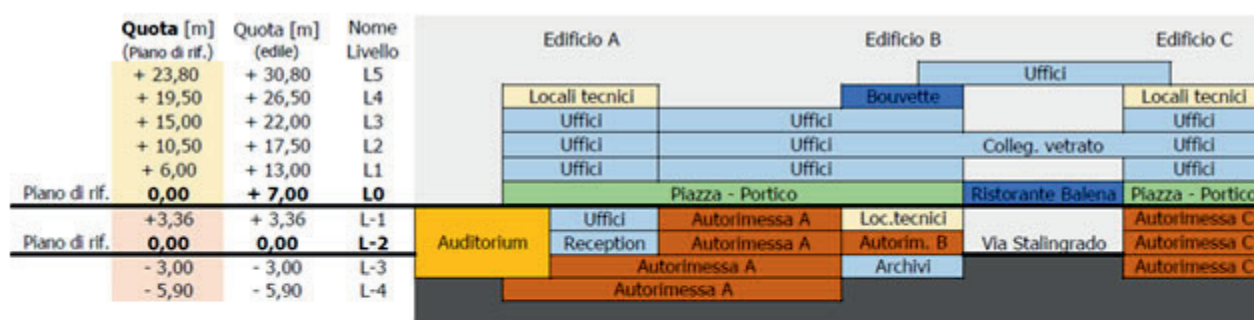 Quota [m] Quota [m] Nome Edificio A Edificio B Edificio C
(Piano di rif.) (edile) Livello
+ 23,80 + 30,80 L5 Uffici
+ 19,50 + 26,50 L4 Locali tecnici Bouvette Locali tecnici
+ 15,00 + 22,00 L3 Uffici Uffici Uffici
+ 10,50 + 17,50 L2 Uffici Uffici Colleg. vetrato Uffici
+ 6,00 + 13,00 L1 Uffici Uffici Uffici
Piano di rif. 0,00 + 7,00 L0 Piazza - Portico Ristorante Balena Piazza - Portico
+3,36 + 3,36 L-1 Uffici Autorimessa A Loc.tecnici Autorimessa C
Piano di rif. 0,00 0,00 L-2 Auditorium Reception Autorimessa A Autorim. B Via Stalingrado Autorimessa C
- 3,00 - 3,00 L-3 Autorimessa A Archivi Autorimessa C
- 5,90 - 5,90 L-4 Autorimessa A